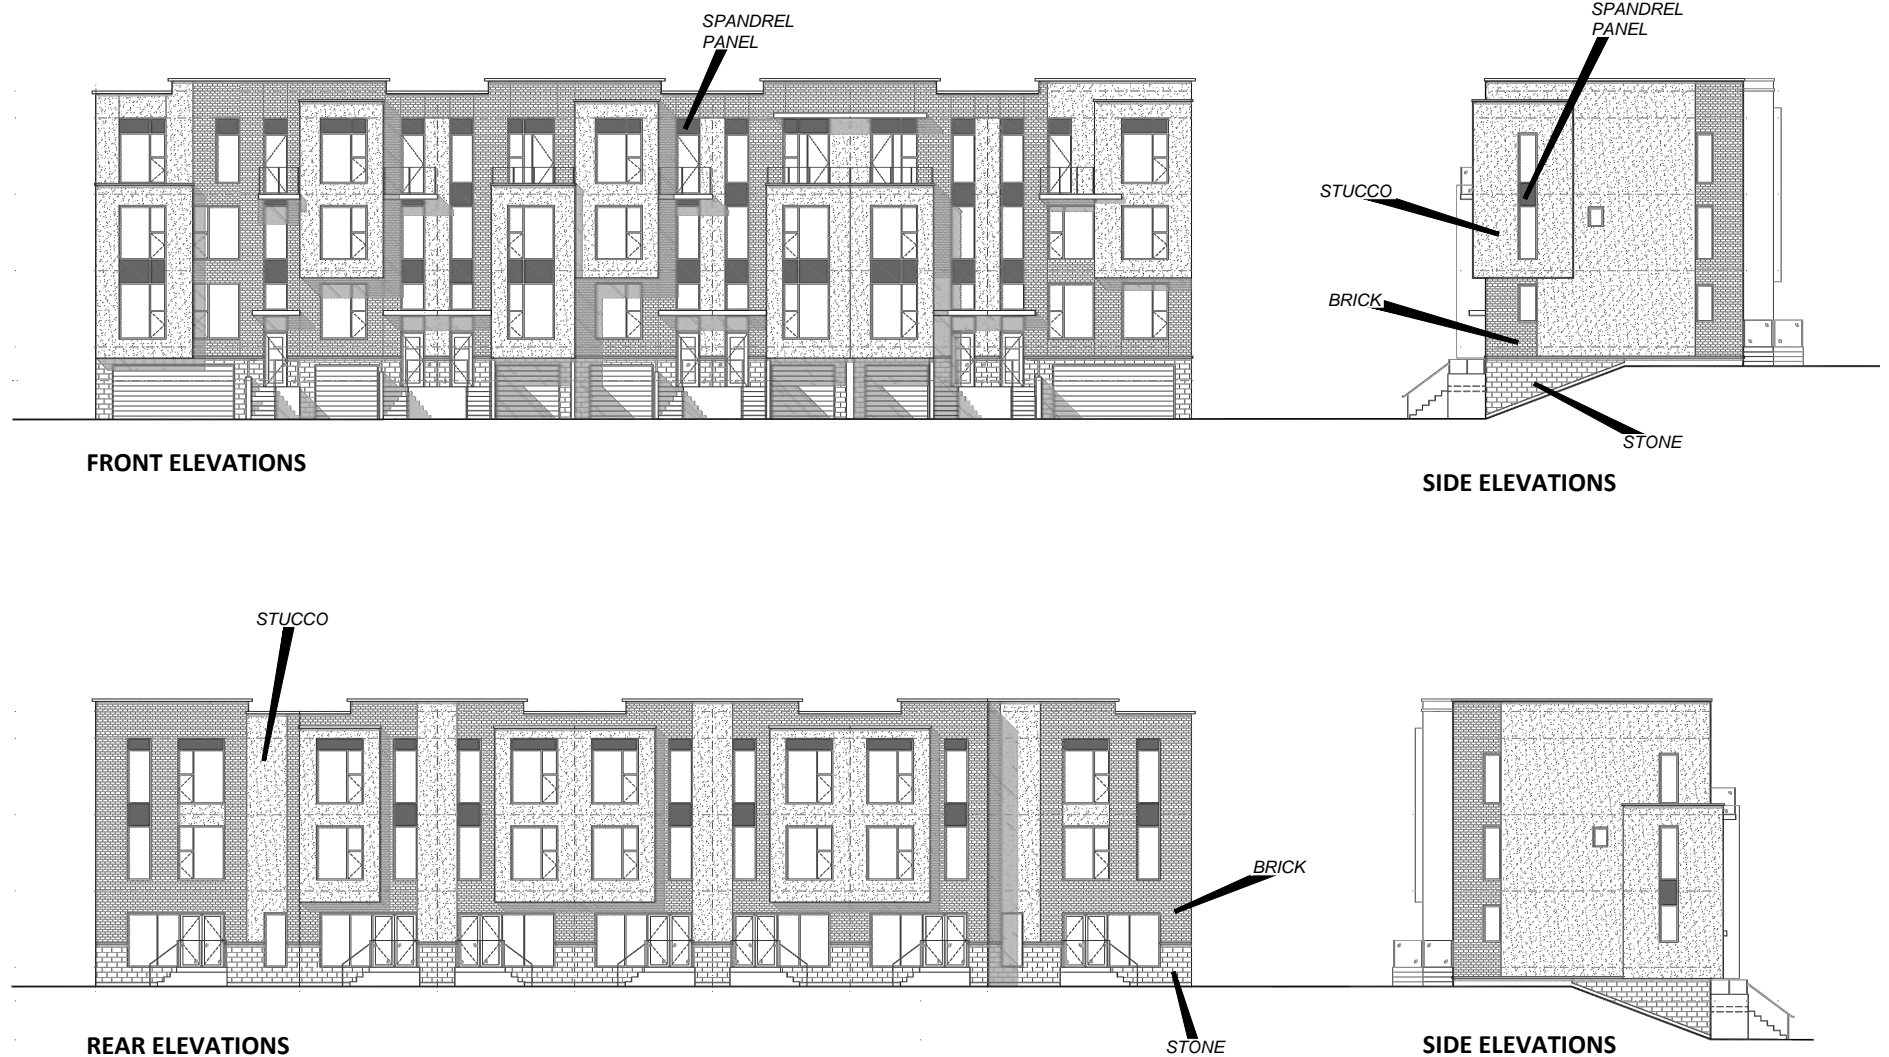 SPANDREL
PANEL
SPANDREL
PANEL
STUCCO
BRICK
STONE
FRONT ELEVATIONS
SIDE ELEVATIONS
STUCCO
BRICK
STONE
REAR ELEVATIONS
SIDE ELEVATIONS